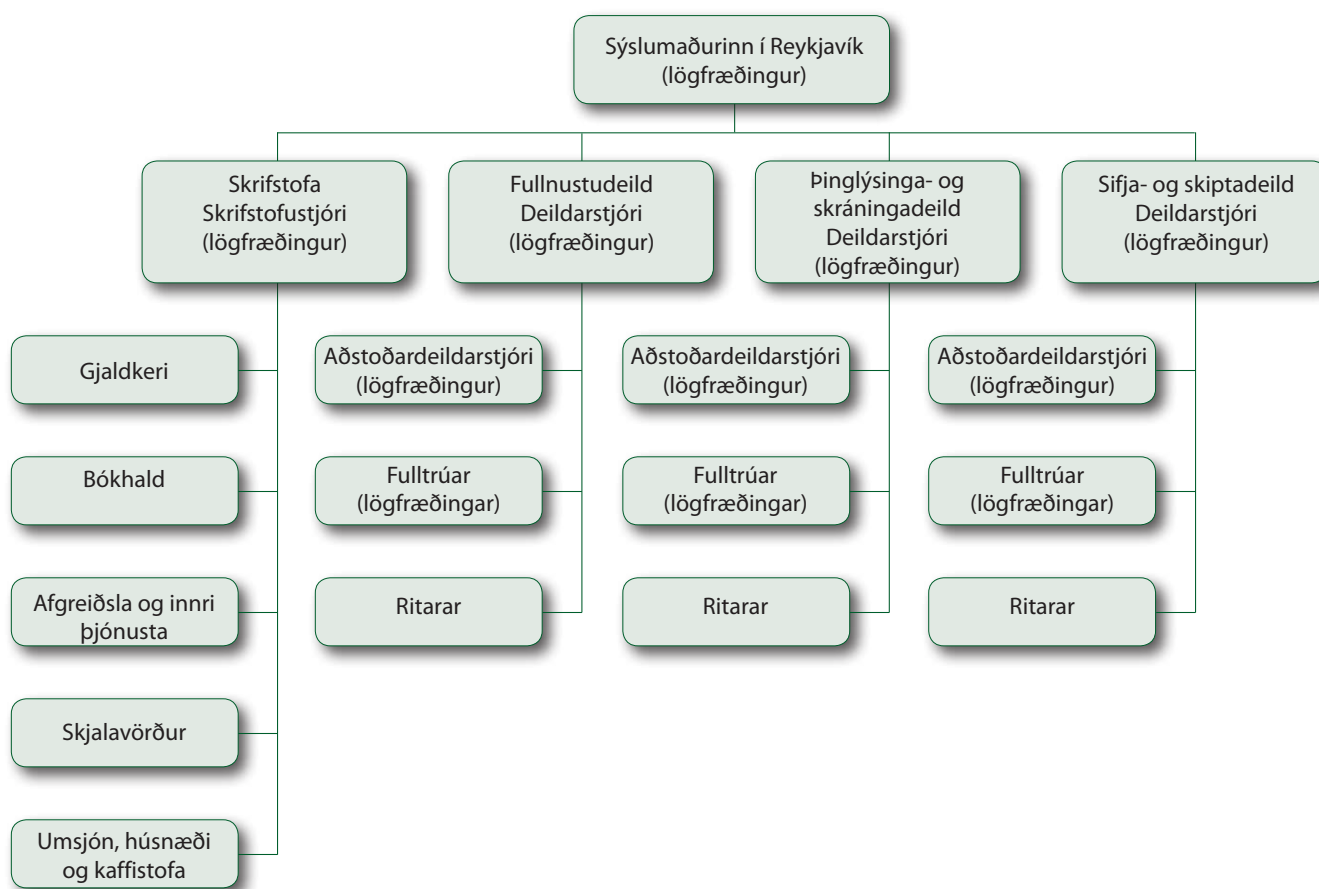 Sýslumaðurinn í Reykjavík
(lögfræðingur)
Skrifstofa
Skrifstofustjóri
(lögfræðingur)
Fullnustudeild
Deildarstjóri
(lögfræðingur)
Þinglýsinga- og
skráningadeild
Deildarstjóri
(lögfræðingur)
Sifja- og skiptadeild
Deildarstjóri
(lögfræðingur)
Gjaldkeri
Aðstoðardeildarstjóri
(lögfræðingur)
Aðstoðardeildarstjóri
(lögfræðingur)
Aðstoðardeildarstjóri
(lögfræðingur)
Bókhald
Fulltrúar
(lögfræðingar)
Fulltrúar
(lögfræðingar)
Fulltrúar
(lögfræðingar)
Afgreiðsla og innri
þjónusta
Ritarar
Ritarar
Ritarar
Skjalavörður
Umsjón, húsnæði
og kaffistofa